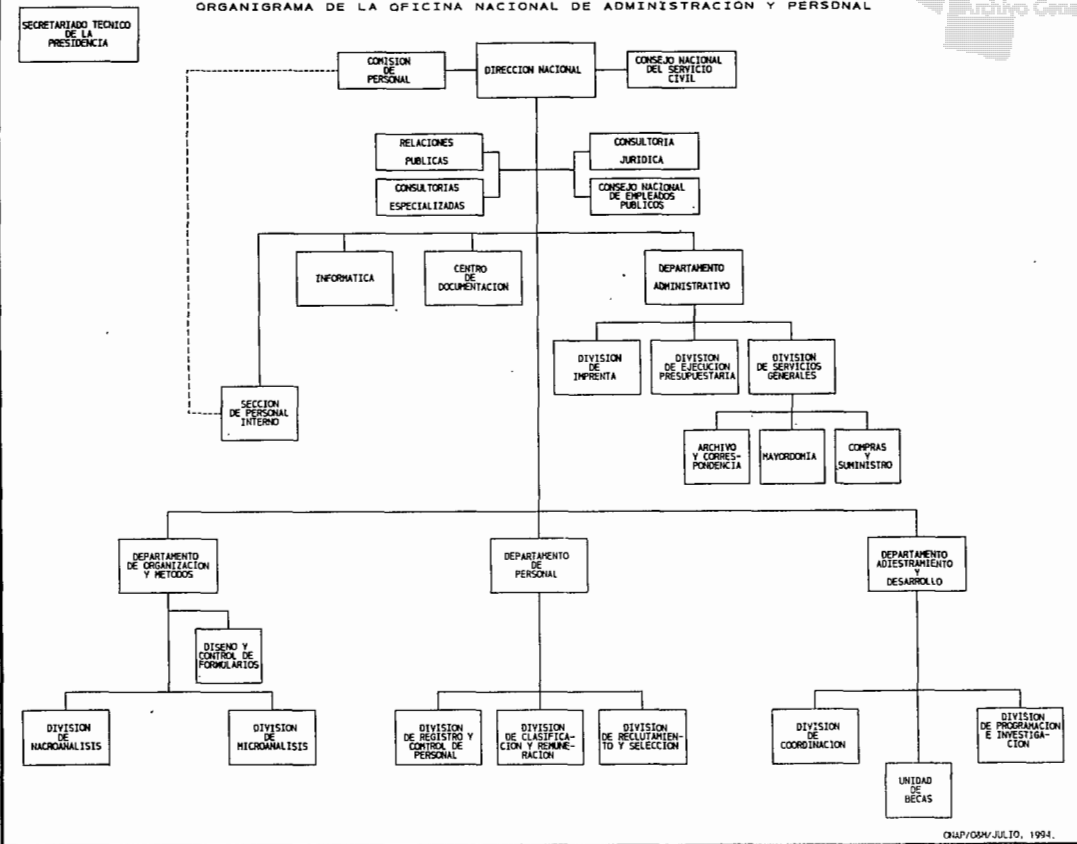 ORGANIGRAMA DE LA OFICINA NACIONAL DE ADMINISTRACION Y PERSONAL
Archivo Gene
SECRETARIADO TECNICO
DE LA
PRESIDENCIA
COMISION
DE
PERSONAL
DIRECCION NACIONAL
CONSEJO NACIONAL
DEL SERVICIO
CIVIL
RELACIONES
PUBLICAS
CONSULTORIA
JURIDICA
CONSULTORIAS
ESPECIALIZADAS
CONSEJO NACIONAL
DE EMPLEADOS
PUBLICOS
INFORMATICA
CENTRO
DE
DOCUMENTACION
DEPARTAMENTO
ADMINISTRATIVO
DIVISION
DE
IMPRENTA
DIVISION
DE EJECUCION
PRESUPUESTARIA
DIVISION
DE SERVICIOS
GENERALES
SECCION
DE PERSONAL
INTERNO
ARCHIVO
Y CORRES-
PONDENCIA
MAYORDOMIA
COMPRAS
Y
SUMINISTRO
DEPARTAMENTO
DE ORGANIZACION
Y METODOS
DEPARTAMENTO
DE
PERSONAL
DEPARTAMENTO
ADIESTRAMIENTO
Y
DESARROLLO
DISENO Y
CONTROL DE
FORMULARIOS
DIVISION
DE
MACROANALISIS
DIVISION
DE
MICROANALISIS
DIVISION
DE REGISTRO Y
CONTROL DE
PERSONAL
DIVISION
DE CLASIFICA-
CION Y REMUNE-
RACION
DIVISION
DE RECLUTAMIEN-
TO Y SELECCION
DIVISION
DE
COORDINACION
DIVISION
DE PROGRAMACION
E INVESTIGA-
CION
UNIDAD
DE
BECAS
ONAP/O&M/JULIO, 1994.